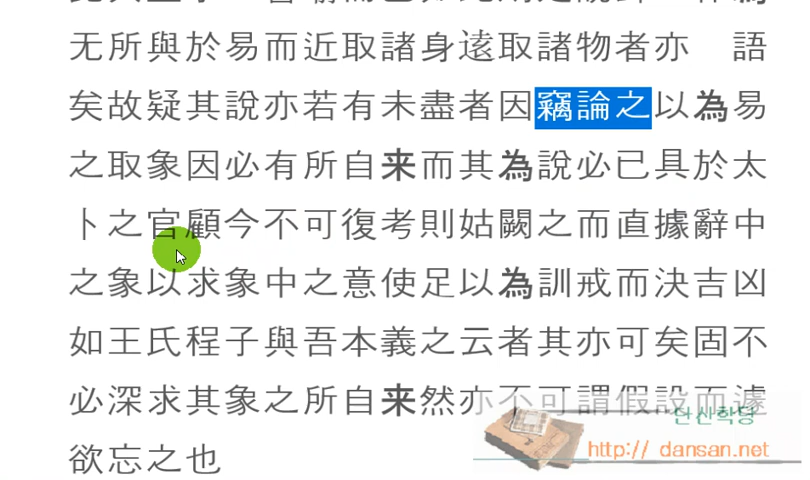 无所與於易而近取諸身遠取諸物者亦 語
矣故疑其說亦若有未盡者因竊論之以為易
之取象因必有所自来而其為說必已具於太
卜之官顧今不可復考則姑闕之而直據辭中
之象以求象中之意使足以為訓戒而決吉凶
如王氏程子與吾本義之云者其亦可矣固不
必深求其象之所自来然亦不可謂假設而遽
欲忘之也
단산학당
http:// dansan.net